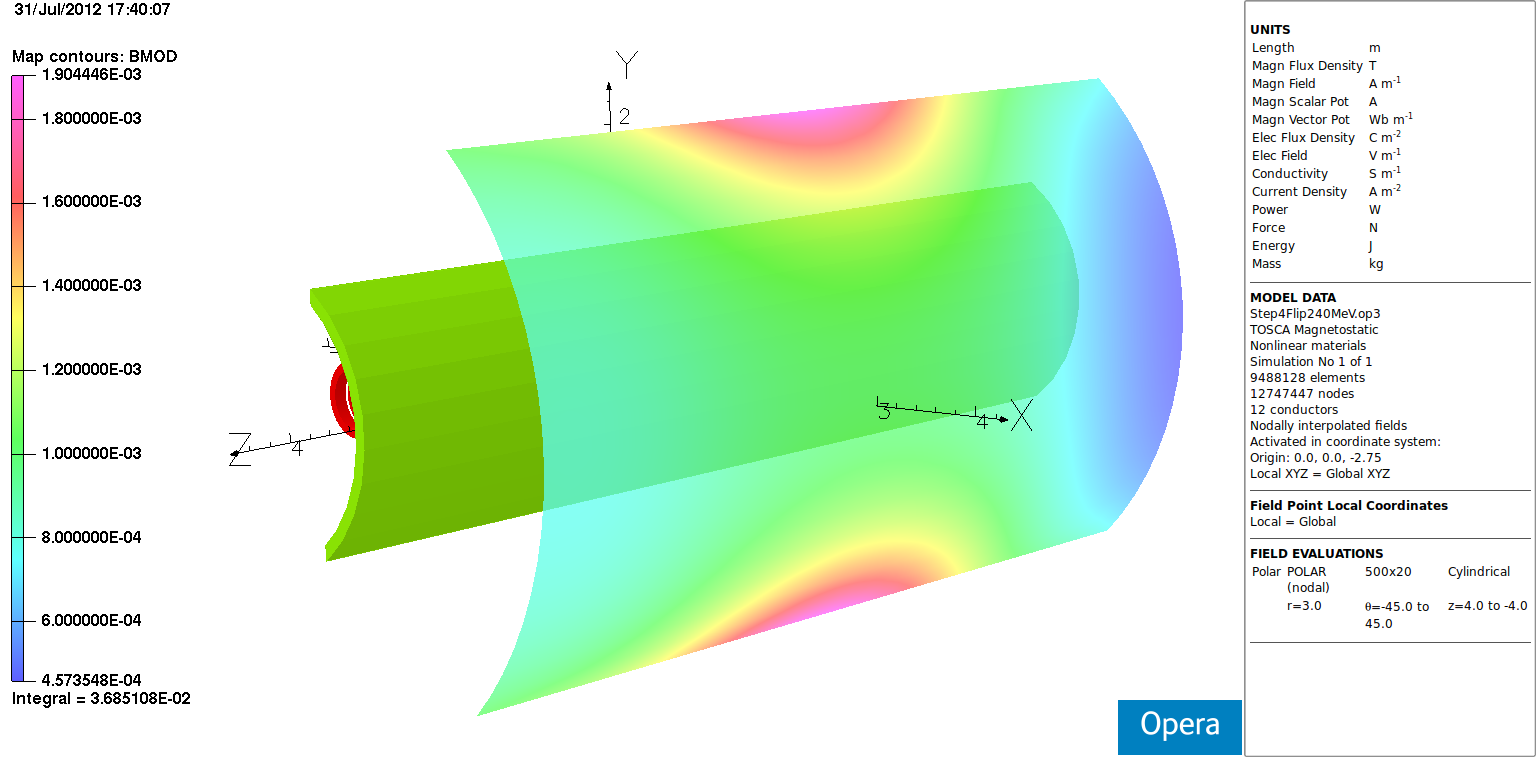 31/Jul/2012 17:40:07
Map contours: BMOD
1.904446E-03
1.800000E-03
1.600000E-03
1.400000E-03
1.200000E-03
1.000000E-03
8.000000E-04
6.000000E-04
4.573548E-04
Integral = 3.685108E-02
Y
2
Z
4
3
4
X
Opera
UNITS
Length m
Magn Flux Density T
Magn Field A m-1
Magn Scalar Pot A
Magn Vector Pot Wb m-1
Elec Flux Density C m-2
Elec Field V m-1
Conductivity S m-1
Current Density A m-2
Power W
Force N
Energy J
Mass kg
MODEL DATA
Step4Flip240MeV.op3
TOSCA Magnetostatic
Nonlinear materials
Simulation No 1 of 1
9488128 elements
12747447 nodes
12 conductors
Nodally interpolated fields
Activated in coordinate system:
Origin: 0.0, 0.0, -2.75
Local XYZ = Global XYZ
Field Point Local Coordinates
Local = Global
FIELD EVALUATIONS
Polar POLAR 500x20 Cylindrical
(nodal)
r=3.0 θ=-45.0 to z=4.0 to -4.0
45.0